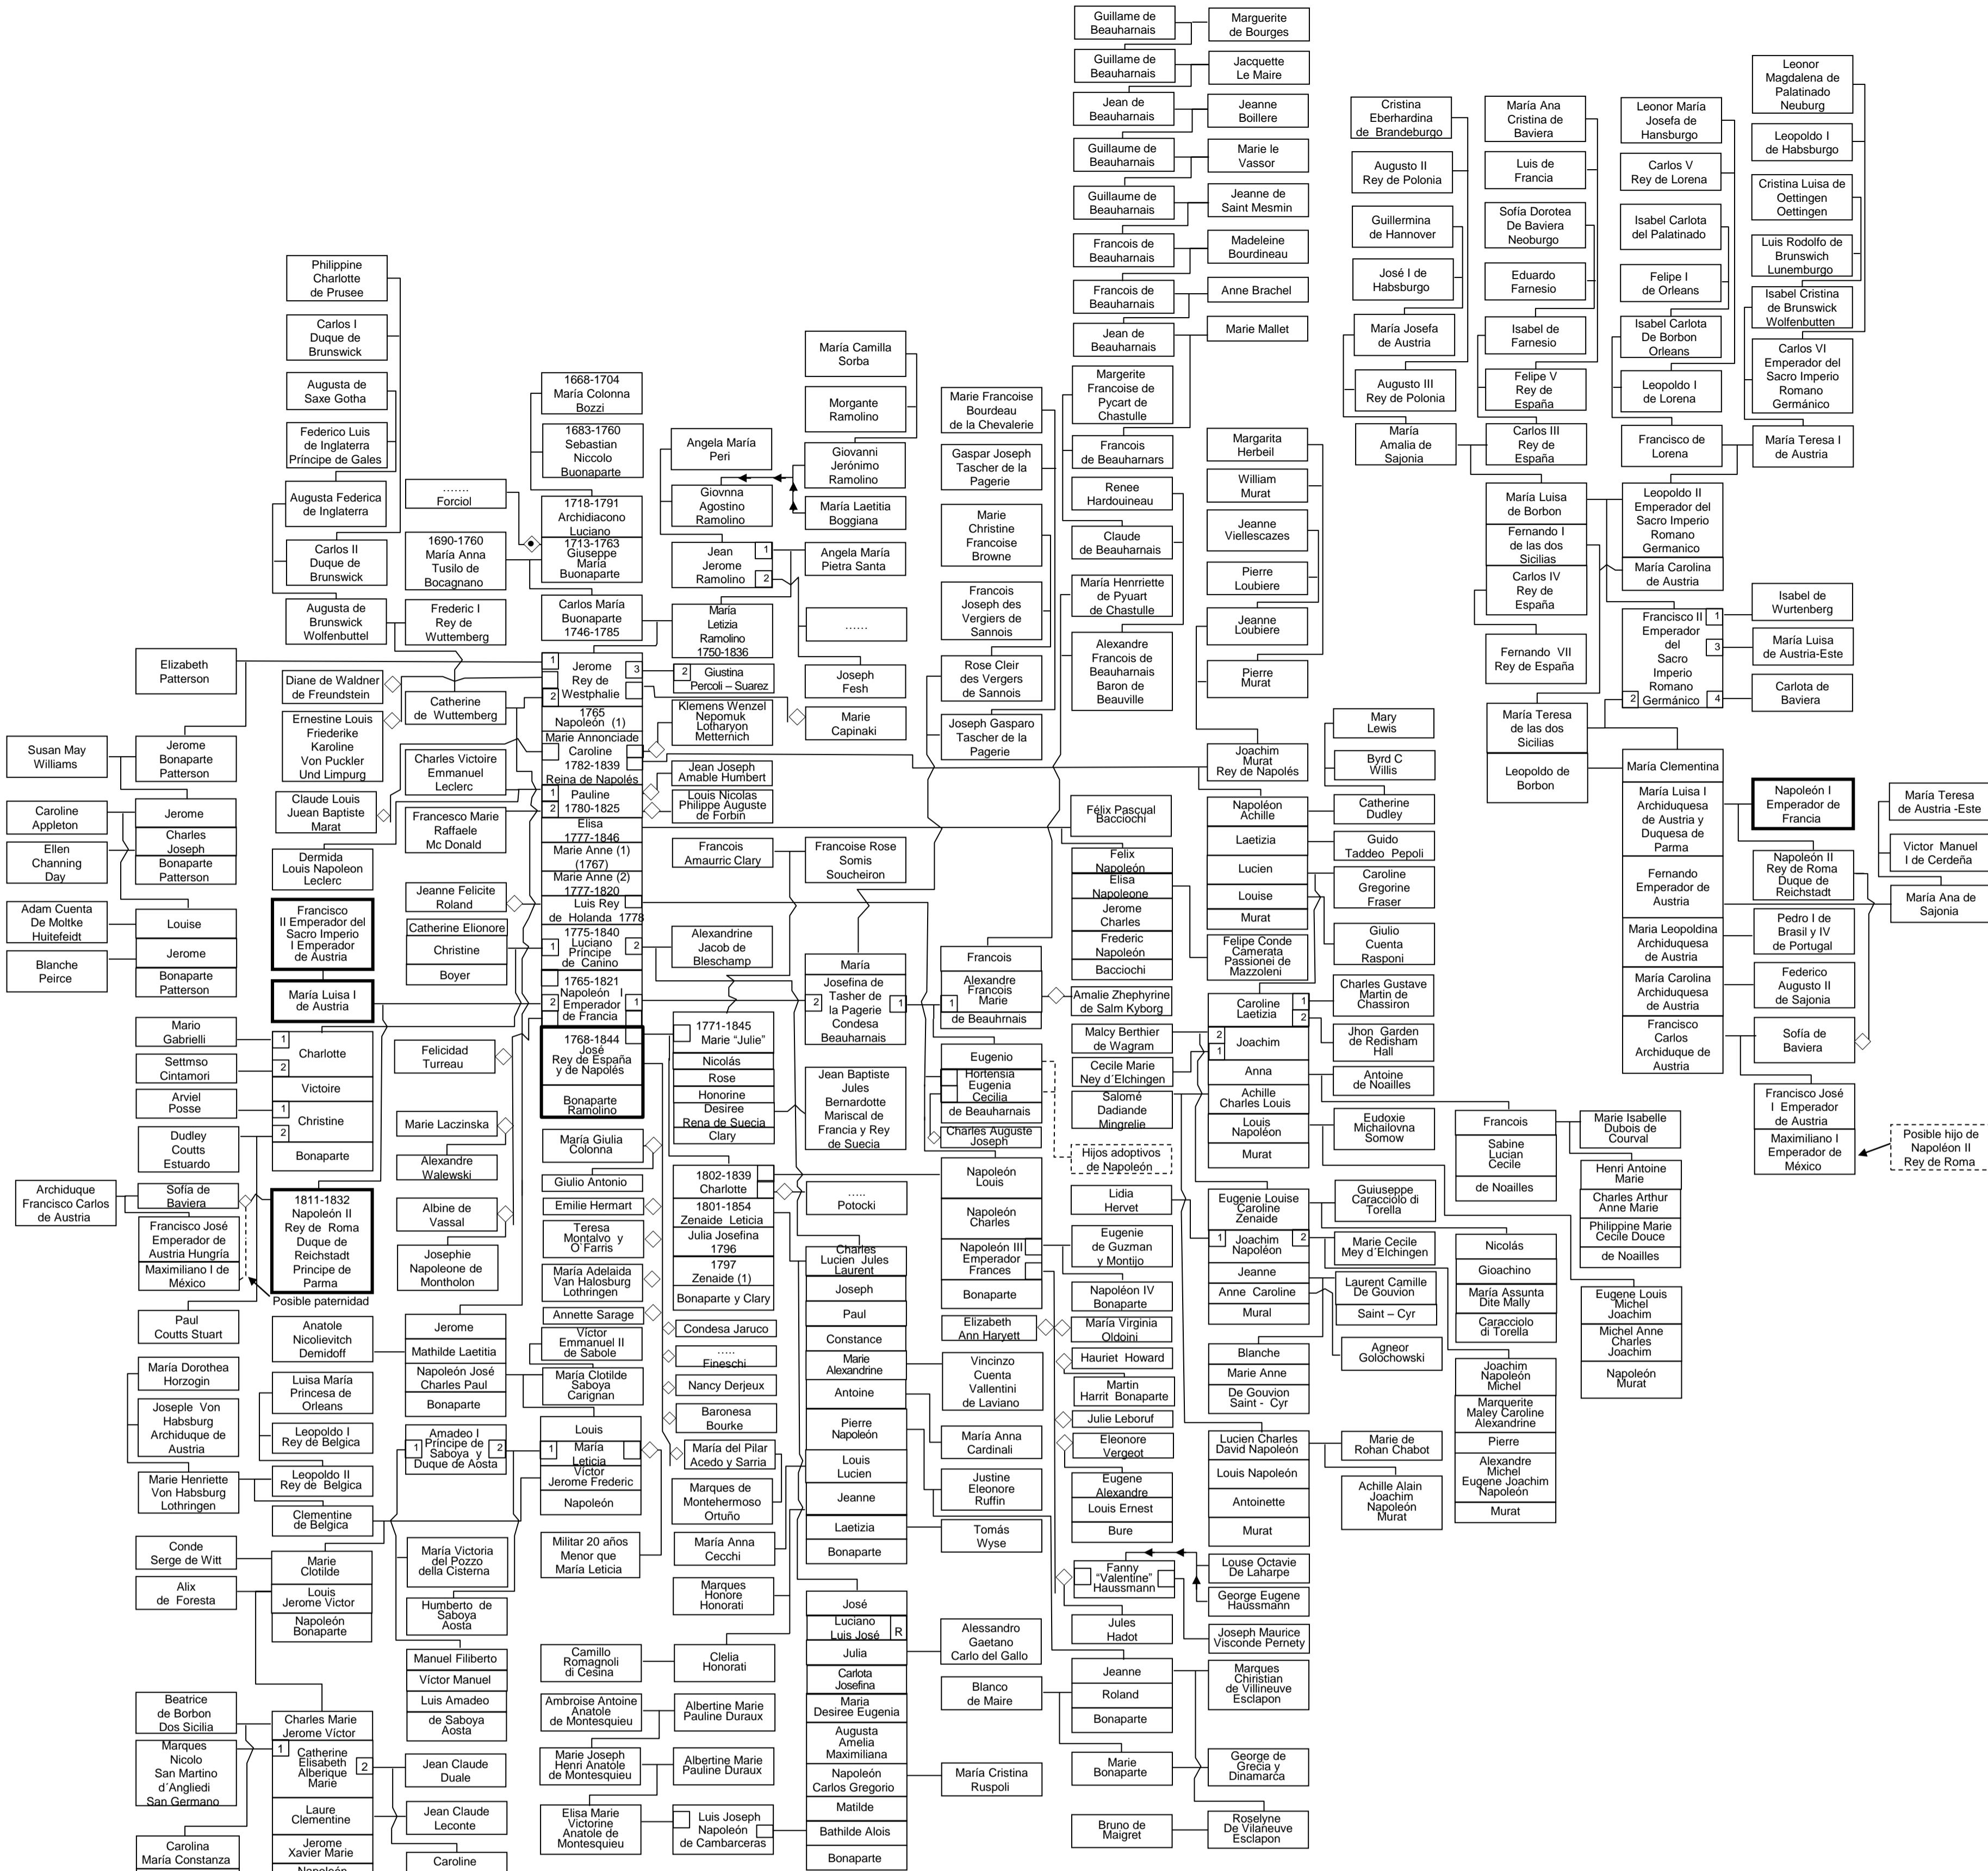 Guillame de
Beauharnais
Marguerite
de Bourges
Guillame de
Beauharnais
Jacquette
Le Maire
Jean de
Beauharnais
Jeanne
Boillere
Guillaume de
Beauharnais
Marie le
Vassor
Guillaume de
Beauharnais
Jeanne de
Saint Mesmin
Francois de
Beauharnais
Madeleine
Bourdineau
Francois de
Beauharnais
Anne Brachel
Jean de
Beauharnais
Marie Mallet
Margerite
Francoise de
Pycart de
Chastulle
Francois
de Beauharnars
Renee
Hardouineau
Claude
de Beauharnais
María Henrriette
de Pyuart
de Chastulle
Alexandre
Francois de
Beauharnais
Baron de
Beauville
Cristina
Eberhardina
de Brandeburgo
Augusto II
Rey de Polonia
Guillermina
de Hannover
José I de
Habsburgo
María Josefa
de Austria
Augusto III
Rey de Polonia
María
Amalia de
Sajonia
María Ana
Cristina de
Baviera
Luis de
Francia
Sofía Dorotea
De Baviera
Neoburgo
Eduardo
Farnesio
Isabel de
Farnesio
Felipe V
Rey de
España
Carlos III
Rey de
España
Leonor María
Josefa de
Hansburgo
Carlos V
Rey de Lorena
Isabel Carlota
del Palatinado
Felipe I
de Orleans
Isabel Carlota
De Borbon
Orleans
Leopoldo I
de Lorena
Francisco de
Lorena
Leonor
Magdalena de
Palatinado
Neuburg
Leopoldo I
de Habsburgo
Cristina Luisa de
Oettingen
Oettingen
Luis Rodolfo de
Brunswich
Lunemburgo
Isabel Cristina
de Brunswick
Wolfenbutten
Carlos VI
Emperador del
Sacro Imperio
Romano
Germánico
María Teresa I
de Austria
María Luisa
de Borbon
Fernando I
de las dos
Sicilias
Carlos IV
Rey de
España
Fernando VII
Rey de España
Leopoldo II
Emperador del
Sacro Imperio
Romano
Germanico
María Carolina
de Austria
Francisco II
Emperador
del
Sacro
Imperio
Romano
Germánico
1
3
2
4
Isabel de
Wurtenberg
María Luisa
de Austria-Este
Carlota de
Baviera
María Teresa
de las dos
Sicilias
Leopoldo de
Borbon
María Clementina
María Luisa I
Archiduquesa
de Austria y
Duquesa de
Parma
Fernando
Emperador de
Austria
Maria Leopoldina
Archiduquesa
de Austria
María Carolina
Archiduquesa
de Austria
Francisco
Carlos
Archiduque de
Austria
Napoleón I
Emperador de
Francia
Napoleón II
Rey de Roma
Duque de
Reichstadt
Pedro I de
Brasil y IV
de Portugal
Federico
Augusto II
de Sajonia
Sofía de
Baviera
Francisco José
I Emperador
de Austria
Maximiliano I
Emperador de
México
María Teresa
de Austria -Este
Victor Manuel
I de Cerdeña
María Ana de
Sajonia
Posible hijo de
Napoléon II
Rey de Roma
Philippine
Charlotte
de Prusee
Carlos I
Duque de
Brunswick
Augusta de
Saxe Gotha
Federico Luis
de Inglaterra
Príncipe de Gales
Augusta Federica
de Inglaterra
Carlos II
Duque de
Brunswick
Augusta de
Brunswick
Wolfenbuttel
Frederic I
Rey de
Wuttemberg
.......
Forciol
1690-1760
María Anna
Tusilo de
Bocagnano
1668-1704
María Colonna
Bozzi
1683-1760
Sebastian
Niccolo
Buonaparte
1718-1791
Archidiacono
Luciano
1713-1763
Giuseppe
María
Buonaparte
Carlos María
Buonaparte
1746-1785
Angela María
Peri
Giovnna
Agostino
Ramolino
Jean
Jerome
Ramolino
1
2
María
Letizia
Ramolino
1750-1836
María Camilla
Sorba
Morgante
Ramolino
Giovanni
Jerónimo
Ramolino
María Laetitia
Boggiana
Angela María
Pietra Santa
......
Joseph
Fesh
Marie
Capinaki
Marie Francoise
Bourdeau
de la Chevalerie
Gaspar Joseph
Tascher de la
Pagerie
Marie
Christine
Francoise
Browne
Francois
Joseph des
Vergiers de
Sannois
Rose Cleir
des Vergers
de Sannois
Joseph Gasparo
Tascher de la
Pagerie
Margarita
Herbeil
William
Murat
Jeanne
Viellescazes
Pierre
Loubiere
Jeanne
Loubiere
Pierre
Murat
Joachim
Murat
Rey de Napolés
Mary
Lewis
Byrd C
Willis
Elizabeth
Patterson
Diane de Waldner
de Freundstein
Ernestine Louis
Friederike
Karoline
Von Puckler
Und Limpurg
Catherine
de Wuttemberg
1
Jerome
Rey de
Westphalie
3
2
1765
Napoleón (1)
Marie Annonciade
Caroline
1782-1839
Reina de Napolés
1
Pauline
2
1780-1825
Elisa
1777-1846
Marie Anne (1)
(1767)
Marie Anne (2)
1777-1820
Luis Rey
de Holanda 1778
1775-1840
1
Luciano
2
Príncipe
de Canino
1765-1821
2
Napoleón I
1
Emperador
de Francia
1768-1844
José
Rey de España
y de Napolés
Bonaparte
Ramolino
2
Giustina
Percoli – Suarez
Klemens Wenzel
Nepomuk
Lotharyon
Metternich
Jean Joseph
Amable Humbert
Louis Nicolas
Philippe Auguste
de Forbin
Susan May
Williams
Jerome
Bonaparte
Patterson
Caroline
Appleton
Ellen
Channing
Day
Jerome
Charles
Joseph
Bonaparte
Patterson
Adam Cuenta
De Moltke
Huitefeidt
Blanche
Peirce
Louise
Jerome
Bonaparte
Patterson
Claude Louis
Juean Baptiste
Marat
Charles Victoire
Emmanuel
Leclerc
Francesco Marie
Raffaele
Mc Donald
Dermida
Louis Napoleon
Leclerc
Jeanne Felicite
Roland
Francisco
II Emperador del
Sacro Imperio
I Emperador
de Austria
María Luisa I
de Austria
Catherine Elionore
Christine
Boyer
Francois
Amaurric Clary
Francoise Rose
Somis
Soucheiron
Alexandrine
Jacob de
Bleschamp
María
Josefina de
Tasher de
la Pagerie
Condesa
Beauharnais
2
1
Francois
Alexandre
Francois
Marie
1
de Beauhrnais
Amalie Zhephyrine
de Salm Kyborg
Félix Pascual
Bacciochi
Felix
Napoleón
Elisa
Napoleone
Jerome
Charles
Frederic
Napoleón
Bacciochi
Napoléon
Achille
Laetizia
Lucien
Louise
Murat
Catherine
Dudley
Guido
Taddeo Pepoli
Caroline
Gregorine
Fraser
Giulio
Cuenta
Rasponi
Felipe Conde
Camerata
Passionei de
Mazzoleni
Mario
Gabrielli
Settmso
Cintamori
Arviel
Posse
Dudley
Coutts
Estuardo
1
Charlotte
2
Victoire
1
Christine
2
Bonaparte
Felicidad
Turreau
Marie Laczinska
Alexandre
Walewski
Albine de
Vassal
Josephie
Napoleone de
Montholon
Archiduque
Francisco Carlos
de Austria
Sofía de
Baviera
Francisco José
Emperador de
Austria Hungría
Maximiliano I de
México
1811-1832
Napoleón II
Rey de Roma
Duque de
Reichstadt
Principe de
Parma
Posible paternidad
Paul
Coutts Stuart
1771-1845
Marie “Julie”
Nicolás
Rose
Honorine
Desiree
Rena de Suecia
Clary
Jean Baptiste
Jules
Bernardotte
Mariscal de
Francia y Rey
de Suecia
Eugenio
Hortensia
Eugenia
Cecilia
de Beauharnais
Charles Auguste
Joseph
Hijos adoptivos
de Napoleón
Malcy Berthier
de Wagram
Cecile Marie
Ney d´Elchingen
Salomé
Dadiande
Mingrelie
Caroline
Laetizia
1
2
2
1
Joachim
Anna
Achille
Charles Louis
Louis
Napoléon
Murat
Charles Gustave
Martin de
Chassiron
Jhon Garden
de Redisham
Hall
Antoine
de Noailles
Eudoxie
Michailovna
Somow
Francois
Sabine
Lucian
Cecile
de Noailles
Marie Isabelle
Dubois de
Courval
Henri Antoine
Marie
Charles Arthur
Anne Marie
Philippine Marie
Cecile Douce
de Noailles
María Giulia
Colonna
Giulio Antonio
Emilie Hermart
Teresa
Montalvo y
O´Farris
María Adelaida
Van Halosburg
Lothringen
Annette Sarage
Víctor
Emmanuel II
de Sabole
María Clotilde
Saboya
Carignan
1802-1839
Charlotte
1801-1854
Zenaide Leticia
Julia Josefina
1796
1797
Zenaide (1)
Bonaparte y Clary
.....
Potocki
Condesa Jaruco
.....
Fineschi
Nancy Derjeux
Baronesa
Bourke
María del Pilar
Acedo y Sarria
Marques de
Montehermoso
Ortuño
María Anna
Cecchi
Marques
Honore
Honorati
Charles
Lucien Jules
Laurent
Joseph
Paul
Constance
Marie
Alexandrine
Antoine
Pierre
Napoleón
Louis
Lucien
Jeanne
Laetizia
Bonaparte
Napoleón
Louis
Napoleón
Charles
Napoleón III
Emperador
Frances
Bonaparte
Lidia
Hervet
Eugenie
de Guzman
y Montijo
Napoléon IV
Bonaparte
Elizabeth
Ann Haryett
María Virginia
Oldoini
Hauriet Howard
Martin
Harrit Bonaparte
Julie Leboruf
Eleonore
Vergeot
Eugene
Alexandre
Louis Ernest
Bure
Vincinzo
Cuenta
Vallentini
de Laviano
María Anna
Cardinali
Justine
Eleonore
Ruffin
Tomás
Wyse
Eugenie Louise
Caroline
Zenaide
1
Joachim
Napoléon
2
Jeanne
Anne Caroline
Mural
Guiuseppe
Caracciolo di
Torella
Marie Cecile
Mey d´Elchingen
Laurent Camille
De Gouvion
Saint – Cyr
Agneor
Golochowski
Blanche
Marie Anne
De Gouvion
Saint - Cyr
Nicolás
Gioachino
María Assunta
Dite Mally
Caracciolo
di Torella
Eugene Louis
Michel
Joachim
Michel Anne
Charles
Joachim
Napoleón
Murat
Joachim
Napoleón
Michel
Marquerite
Maley Caroline
Alexandrine
Pierre
Alexandre
Michel
Eugene Joachim
Napoleón
Murat
Lucien Charles
David Napoleón
Louis Napoleón
Antoinette
Murat
Marie de
Rohan Chabot
Achille Alain
Joachim
Napoleón
Murat
Anatole
Nicolievitch
Demidoff
Jerome
Mathilde Laetitia
Napoleón José
Charles Paul
Bonaparte
María Dorothea
Horzogin
Joseple Von
Habsburg
Archiduque de
Austria
Marie Henriette
Von Habsburg
Lothringen
Luisa María
Princesa de
Orleans
Leopoldo I
Rey de Belgica
Leopoldo II
Rey de Belgica
Clementine
de Belgica
Amadeo I
1
Príncipe de
2
Saboya y
Duque de Aosta
Louis
1
María
Leticia
Víctor
Jerome Frederic
Napoleón
Militar 20 años
Menor que
María Leticia
María Victoria
del Pozzo
della Cisterna
Humberto de
Saboya
Aosta
Manuel Filiberto
Víctor Manuel
Luis Amadeo
de Saboya
Aosta
Conde
Serge de Witt
Alix
de Foresta
Marie
Clotilde
Louis
Jerome Victor
Napoleón
Bonaparte
Fanny
“Valentine”
Haussmann
Louse Octavie
De Laharpe
George Eugene
Haussmann
Joseph Maurice
Visconde Pernety
Jules
Hadot
José
Luciano
Luis José
R
Julia
Carlota
Josefina
Maria
Desiree Eugenia
Augusta
Amelia
Maximiliana
Napoleón
Carlos Gregorio
Matilde
Bathilde Alois
Bonaparte
Alessandro
Gaetano
Carlo del Gallo
Blanco
de Maire
María Cristina
Ruspoli
Camillo
Romagnoli
di Cesina
Clelia
Honorati
Ambroise Antoine
Anatole
de Montesquieu
Albertine Marie
Pauline Duraux
Marie Joseph
Henri Anatole
de Montesquieu
Albertine Marie
Pauline Duraux
Elisa Marie
Victorine
Anatole de
Montesquieu
Luis Joseph
Napoleón
de Cambarceras
Jeanne
Roland
Bonaparte
Marques
Chiristian
de Villineuve
Esclapon
Marie
Bonaparte
George de
Grecia y
Dinamarca
Bruno de
Maigret
Roselyne
De Vilaneuve
Esclapon
Beatrice
de Borbon
Dos Sicilia
Marques
Nicolo
San Martino
d´Angliedi
San Germano
Charles Marie
Jerome Víctor
1
Catherine
Elisabeth
Alberique
Marie
2
Laure
Clementine
Jerome
Xavier Marie
Napoleón
Jean Claude
Duale
Jean Claude
Leconte
Caroline
Carolina
María Constanza